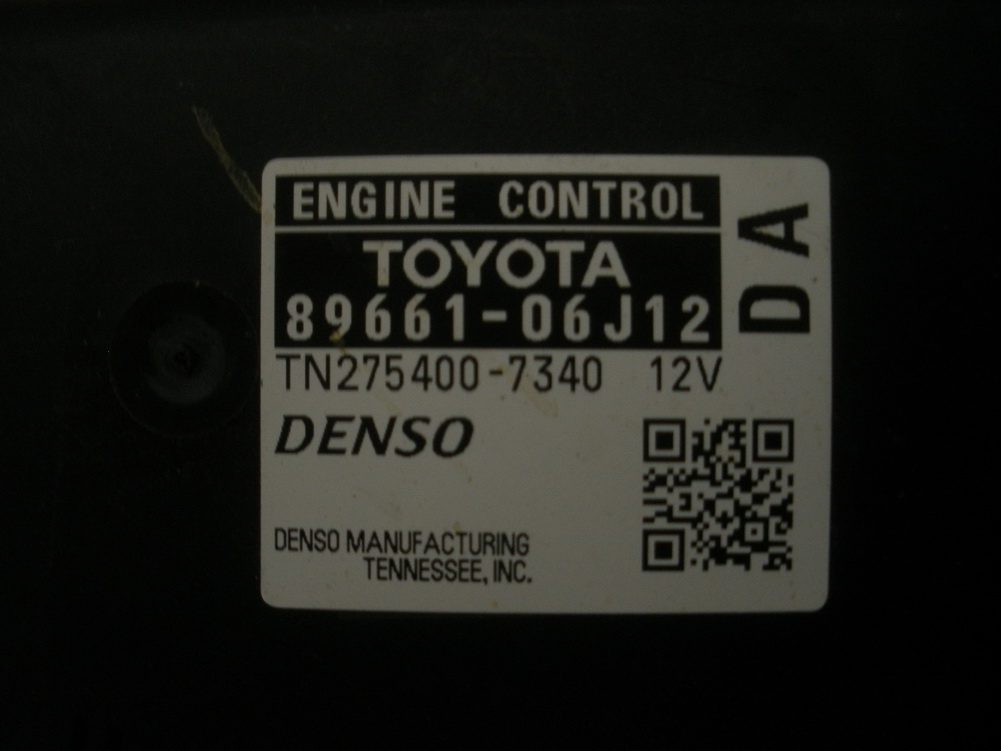 ENGINE CONTROL
TOYOTA
89661-06J12
DA
TN275400-7340 12V
DENSO
DENSO MANUFACTURING
TENNESSEE, INC.